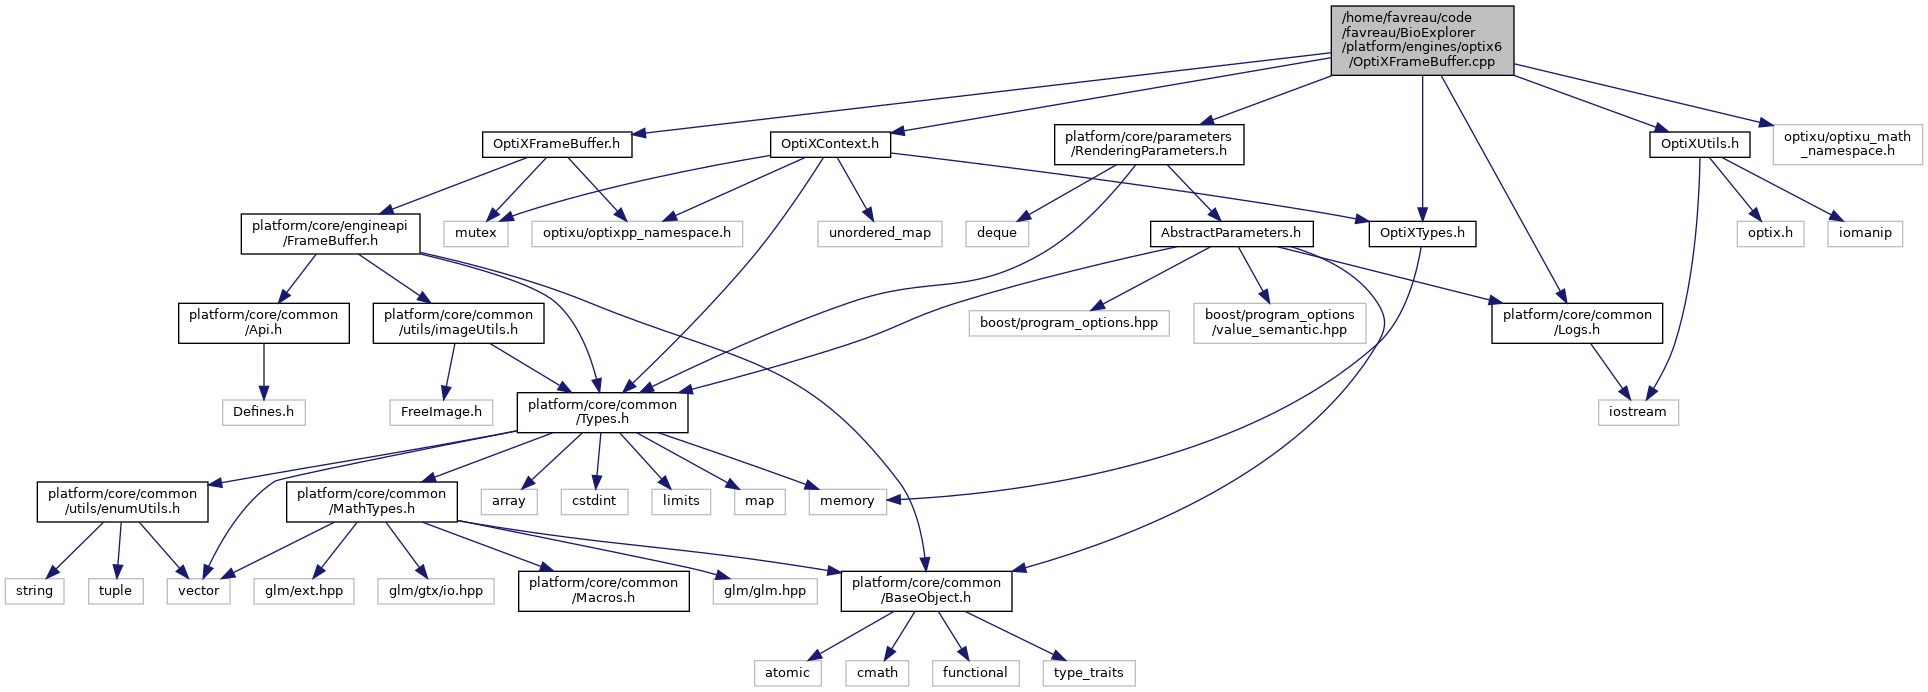 /home/favreau/code
/favreau/BioExplorer
/platform/engines/optix6
/OptiXFrameBuffer.cpp
OptiXFrameBuffer.h
OptiXContext.h
platform/core/parameters
/RenderingParameters.h
OptiXUtils.h
optixu/optixu_math
_namespace.h
platform/core/engineapi
/FrameBuffer.h
mutex
optixu/optixpp_namespace.h
unordered_map
deque
AbstractParameters.h
OptiXTypes.h
optix.h
iomanip
platform/core/common
/Api.h
platform/core/common
/utils/imageUtils.h
boost/program_options.hpp
boost/program_options
/value_semantic.hpp
platform/core/common
/Logs.h
Defines.h
FreeImage.h
platform/core/common
/Types.h
iostream
platform/core/common
/utils/enumUtils.h
platform/core/common
/MathTypes.h
array
cstdint
limits
map
memory
string
tuple
vector
glm/ext.hpp
glm/gtx/io.hpp
platform/core/common
/Macros.h
glm/glm.hpp
platform/core/common
/BaseObject.h
atomic
cmath
functional
type_traits